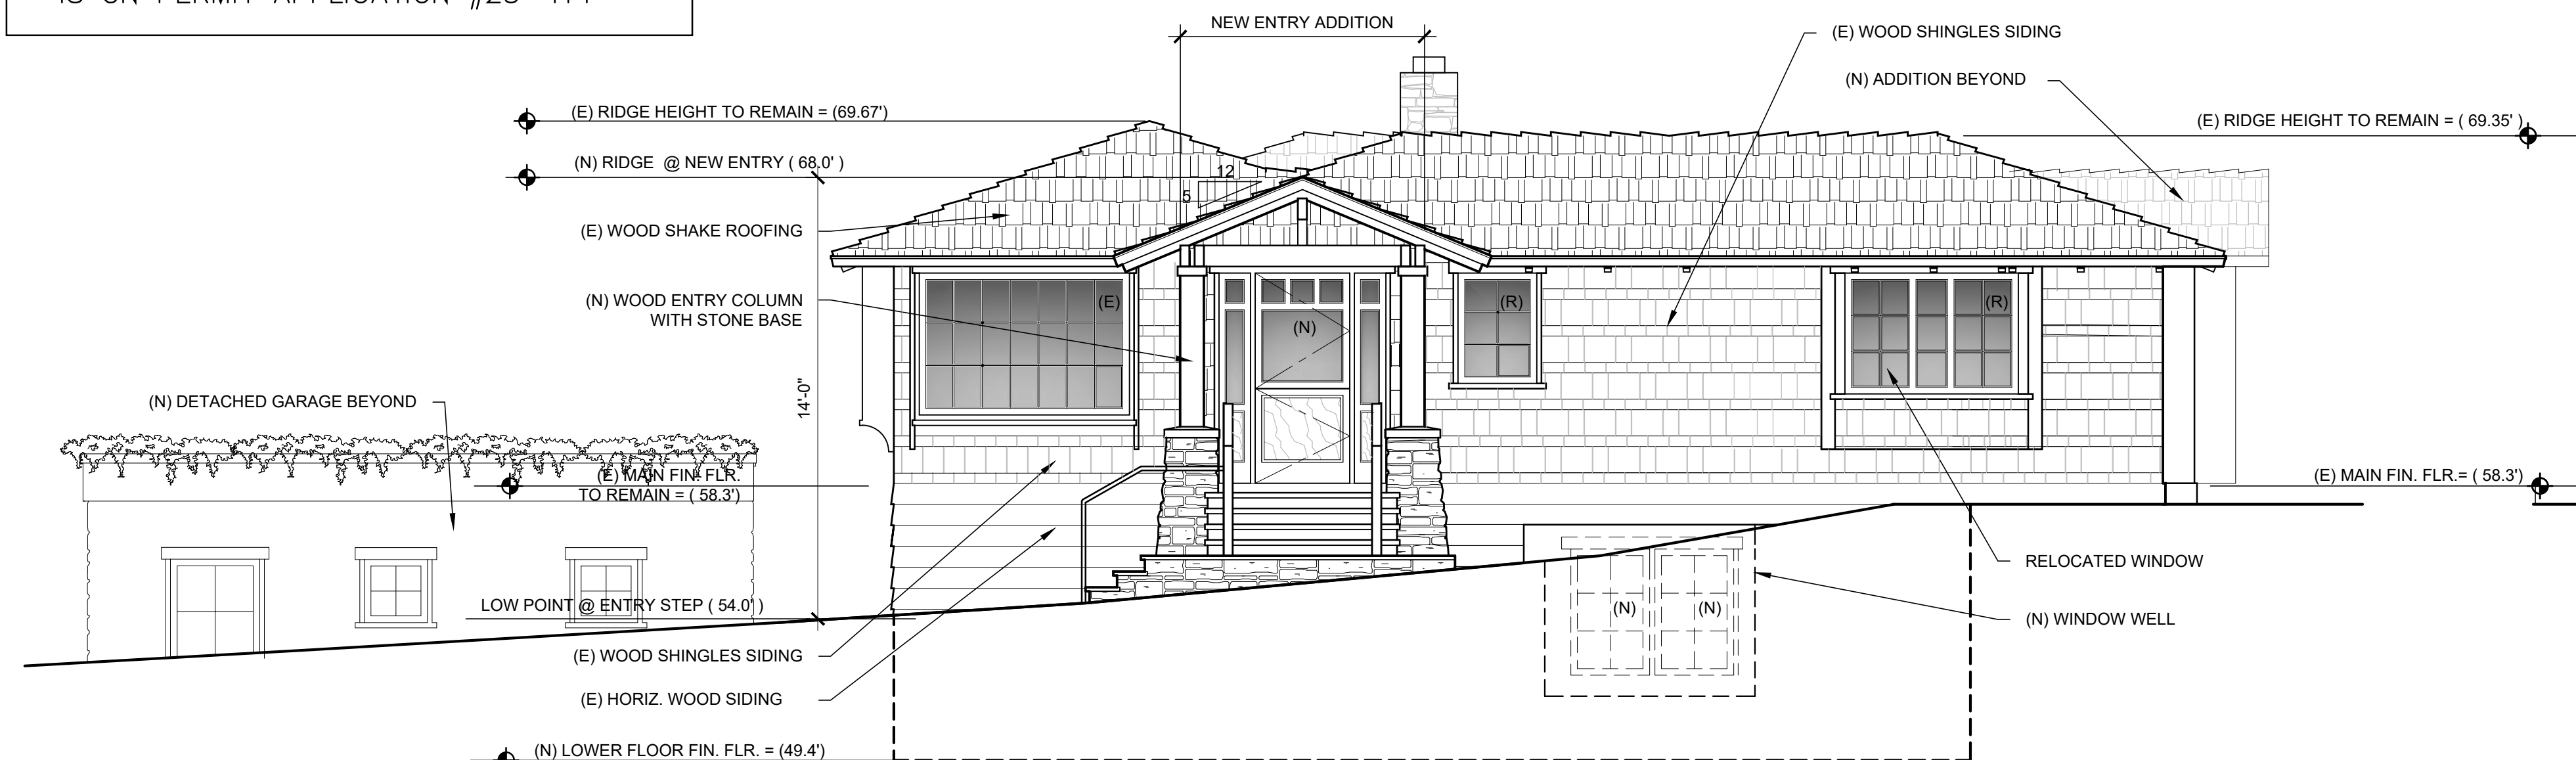 NEW ENTRY ADDITION
(E) WOOD SHINGLES SIDING
(N) ADDITION BEYOND
(E) RIDGE HEIGHT TO REMAIN = (69.67')
(E) RIDGE HEIGHT TO REMAIN = ( 69.35' )
(N) RIDGE @ NEW ENTRY ( 68.0' )
12
5
(E) WOOD SHAKE ROOFING
(N) WOOD ENTRY COLUMN
WITH STONE BASE
(E)
(N)
(R)
(R)
14'-0"
(N) DETACHED GARAGE BEYOND
(E) MAIN FIN. FLR.
TO REMAIN = ( 58.3')
(E) MAIN FIN. FLR.= ( 58.3')
RELOCATED WINDOW
LOW POINT @ ENTRY STEP ( 54.0' )
(N)
(N)
(N) WINDOW WELL
(E) WOOD SHINGLES SIDING
(E) HORIZ. WOOD SIDING
(N) LOWER FLOOR FIN. FLR. = (49.4')